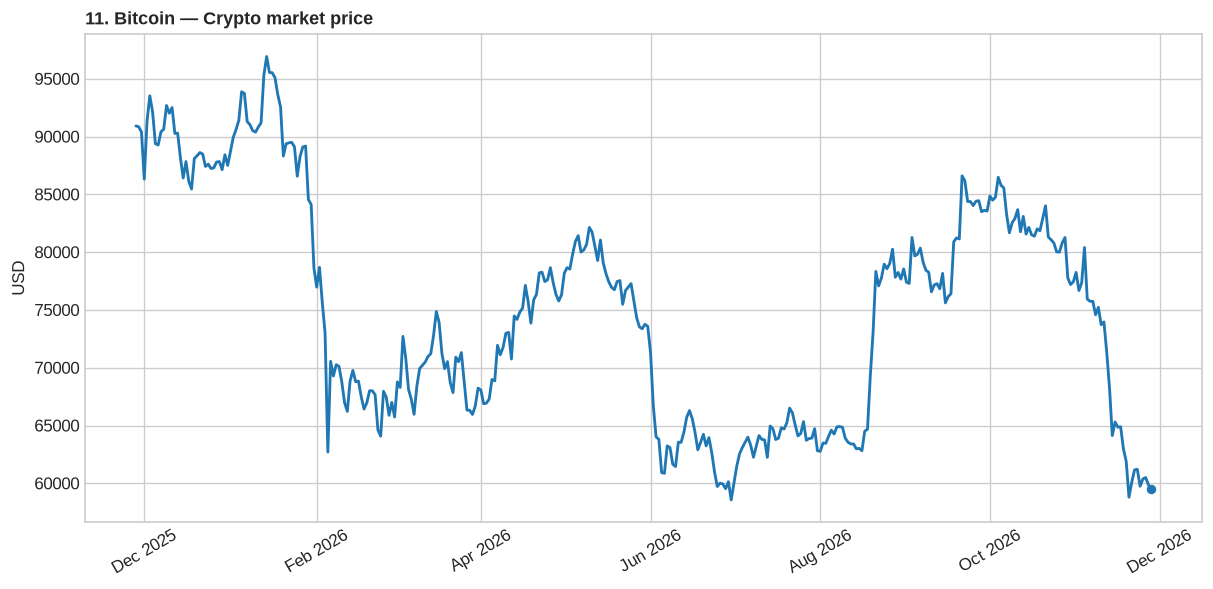 11. Bitcoin — Crypto market price
USD
95000
90000
85000
80000
75000
70000
65000
60000
Dec 2025
Feb 2026
Apr 2026
Jun 2026
Aug 2026
Oct 2026
Dec 2026